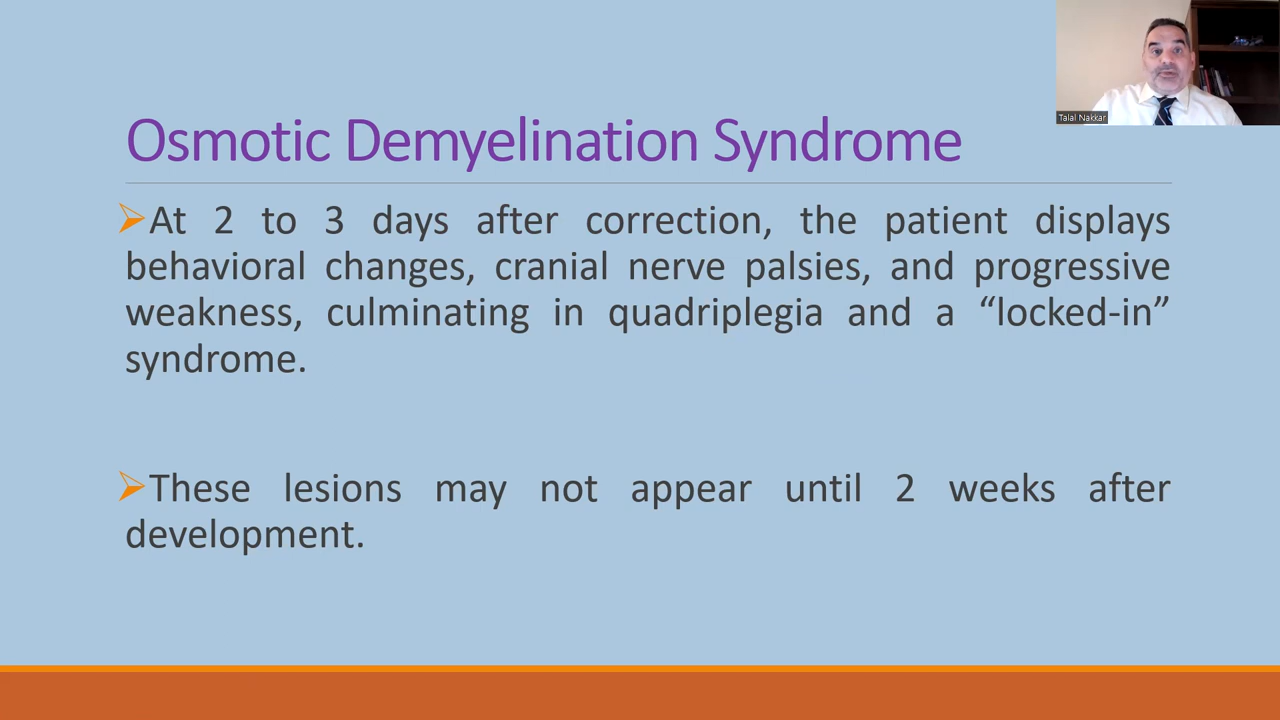 Talal Nakkar
Osmotic Demyelination Syndrome
➢At 2 to 3 days after correction, the patient displays
behavioral changes, cranial nerve palsies, and progressive
weakness, culminating in quadriplegia and a “locked-in”
syndrome.
➢These lesions may not appear until 2 weeks after
development.